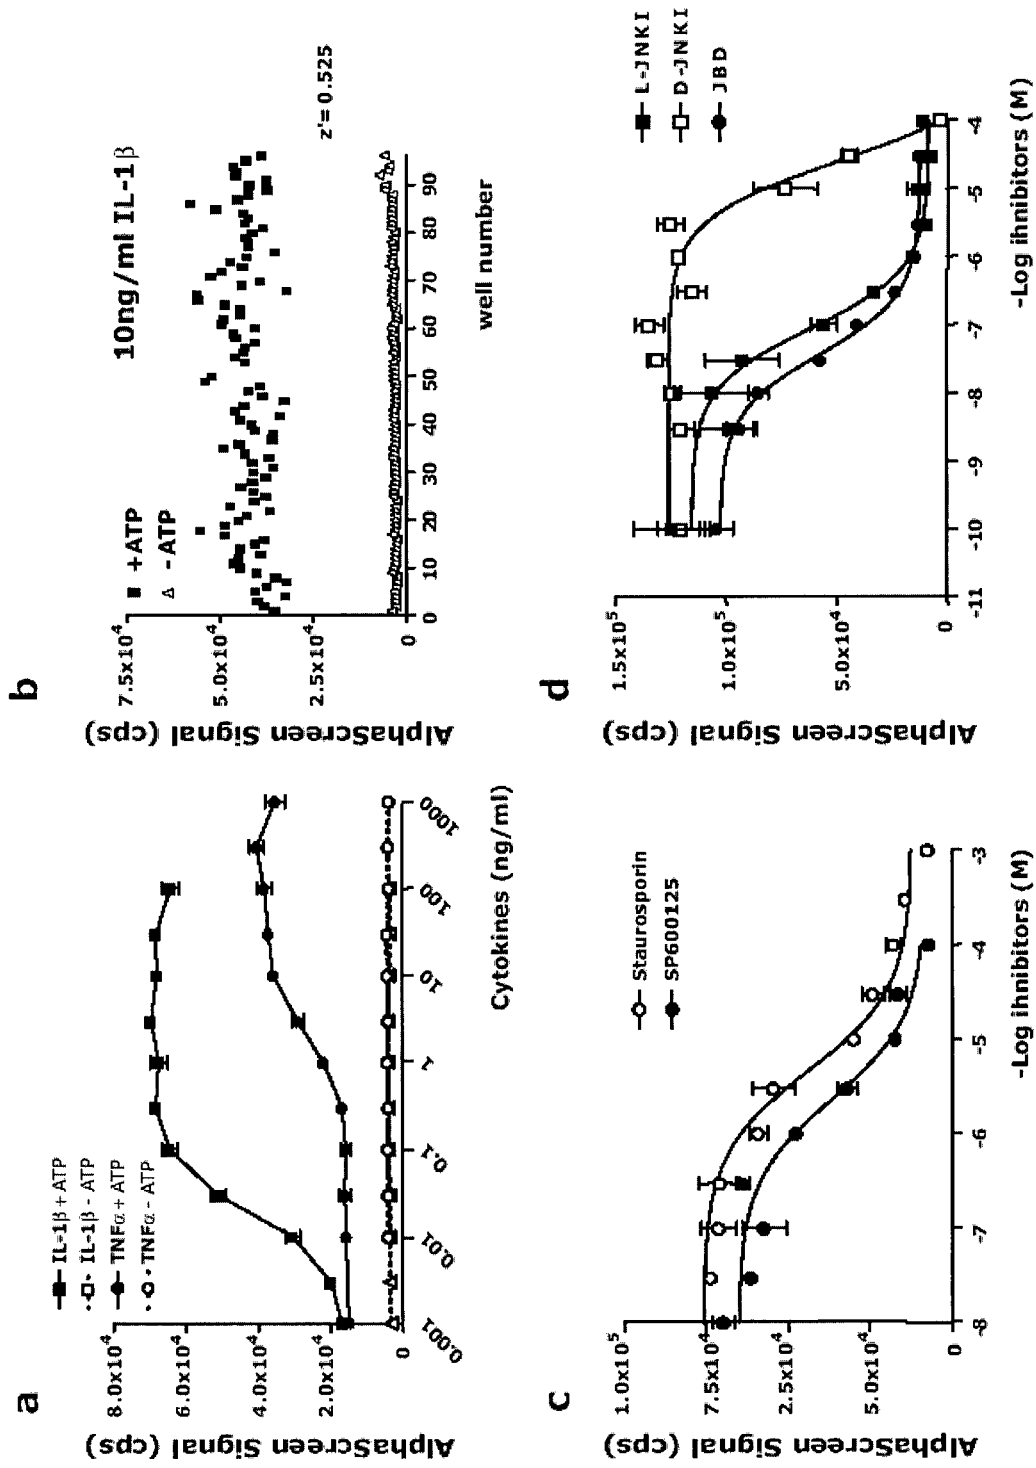 a
AlphaScreen Signal (cps)
8.0x10⁴
6.0x10⁴
4.0x10⁴
2.0x10⁴
0
IL-1β+ATP
IL-1β- ATP
TNFα+ATP
TNFα- ATP
0.001 0.01 0.1 1 10 100 1000
Cytokines (ng/ml)
b
AlphaScreen Signal (cps)
7.5x10⁴
5.0x10⁴
2.5x10⁴
0
+ATP
-ATP
10ng/ml IL-1β
z'=0.525
0 10 20 30 40 50 60 70 80 90
well number
c
AlphaScreen Signal (cps)
1.0x10⁵
7.5x10⁴
2.5x10⁴
5.0x10⁴
0
Staurosporin
SP600125
-8 -7 -6 -5 -4 -3
-Log ihnibitors (M)
d
AlphaScreen Signal (cps)
1.5x10⁵
1.0x10⁵
5.0x10⁴
0
L-JNKI
D-JNKI
JBD
-11 -10 -9 -8 -7 -6 -5 -4
-Log ihnibitors (M)